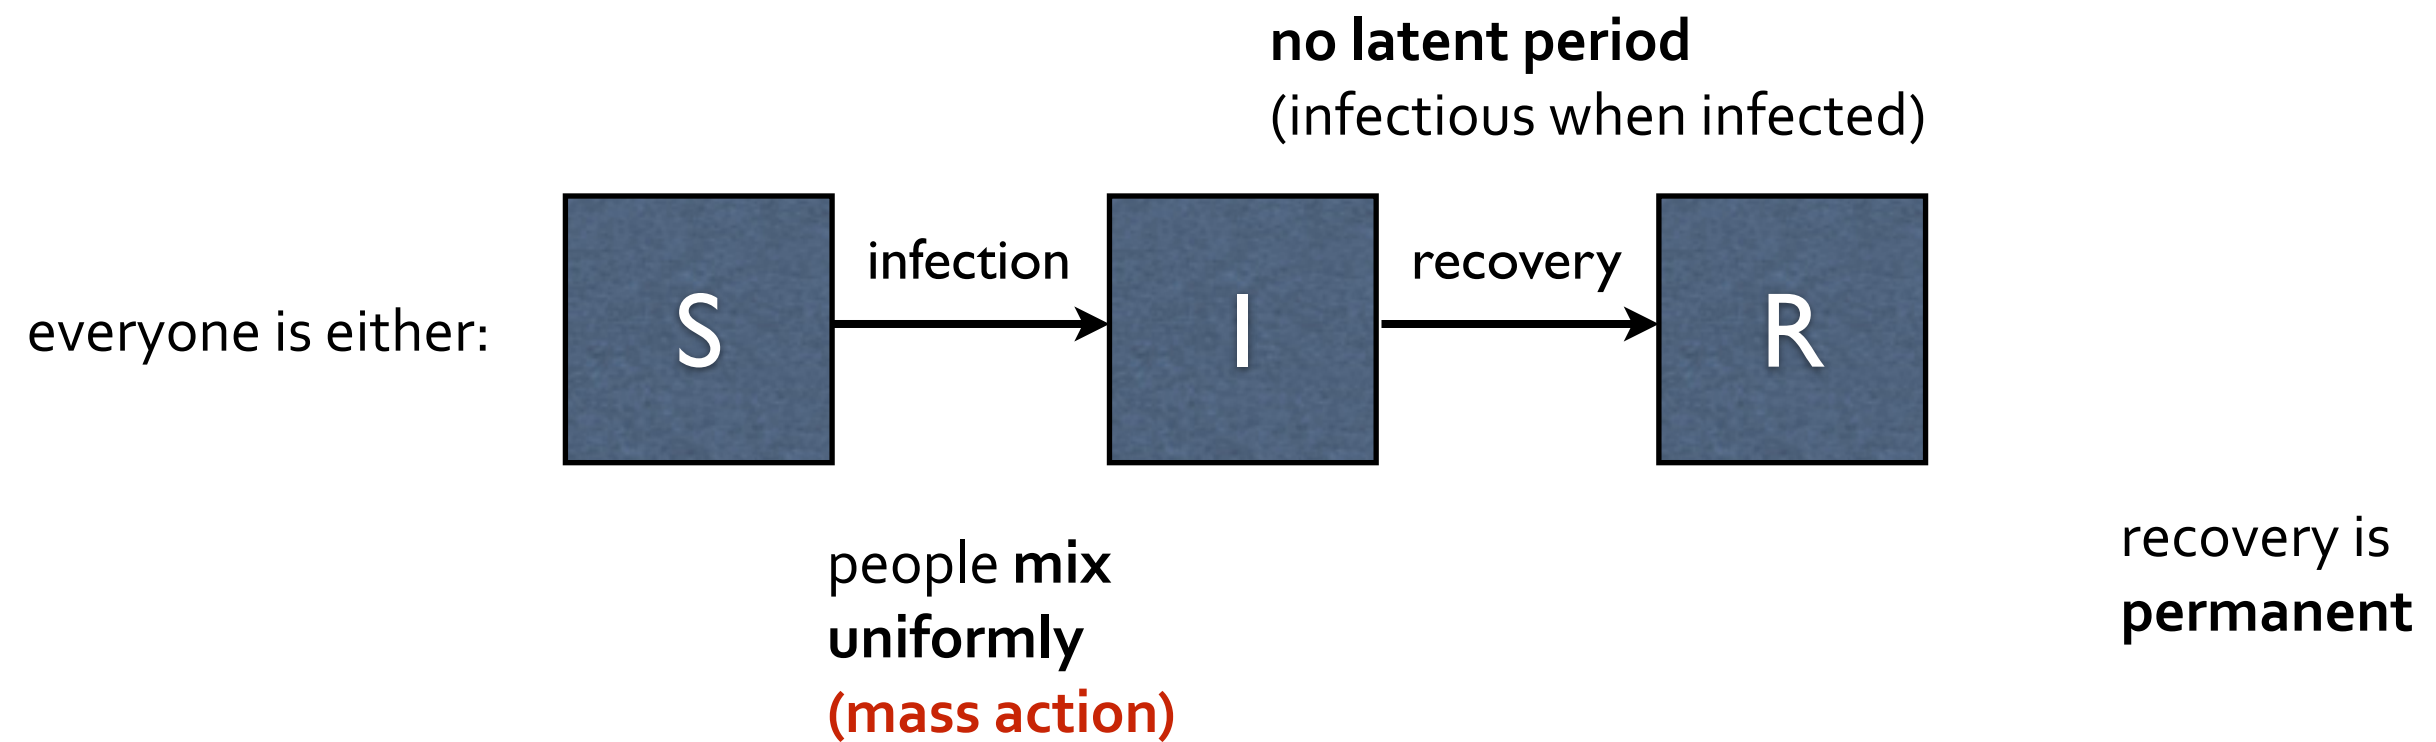 no latent period
(infectious when infected)
everyone is either:
S
infection
I
recovery
R
people mix
uniformly
(mass action)
recovery is
permanent